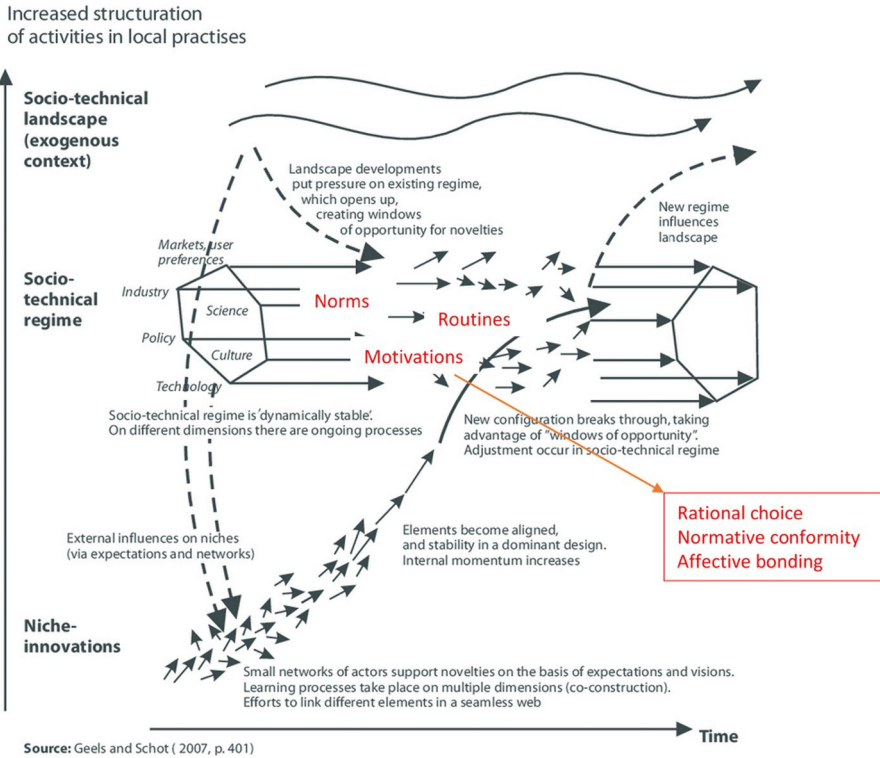 Increased structuration
of activities in local practises
Socio-technical
landscape
(exogenous
context)
Landscape developments
put pressure on existing regime,
which opens up,
creating windows
of opportunity for novelties
New regime
influences
landscape
Markets, user
preferences
Socio-
technical
regime
Industry
Science
Policy
Culture
Technology
Norms
Routines
Motivations
Socio-technical regime is 'dynamically stable'.
On different dimensions there are ongoing processes
New configuration breaks through, taking
advantage of "windows of opportunity".
Adjustment occur in socio-technical regime
Rational choice
Normative conformity
Affective bonding
External influences on niches
(via expectations and networks)
Elements become aligned,
and stability in a dominant design.
Internal momentum increases
Niche-
innovations
Small networks of actors support novelties on the basis of expectations and visions.
Learning processes take place on multiple dimensions (co-construction).
Efforts to link different elements in a seamless web
Time
Source: Geels and Schot ( 2007, p. 401)